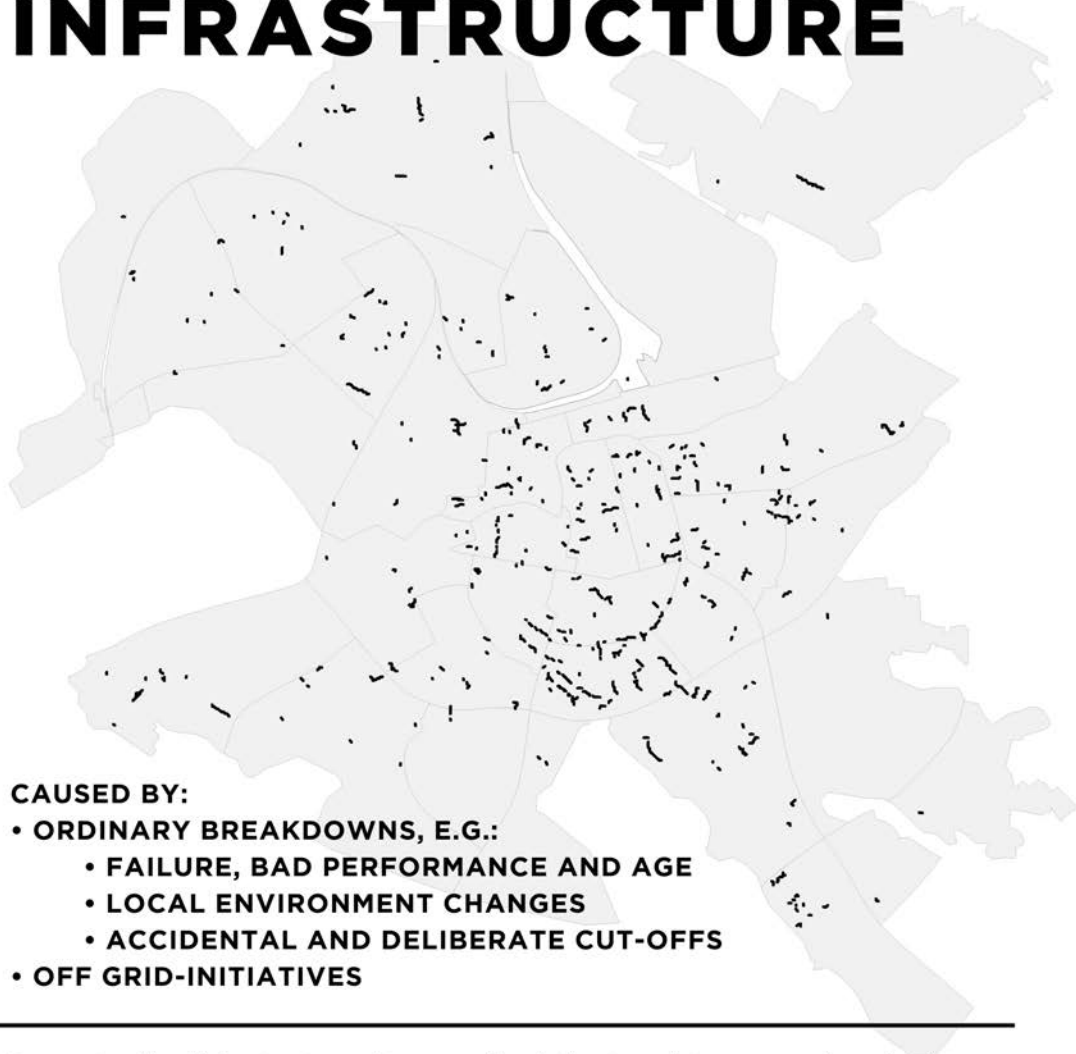 INFRASTRUCTURE
CAUSED BY:
• ORDINARY BREAKDOWNS, E.G.:
• FAILURE, BAD PERFORMANCE AND AGE
• LOCAL ENVIRONMENT CHANGES
• ACCIDENTAL AND DELIBERATE CUT-OFFS
• OFF GRID-INITIATIVES